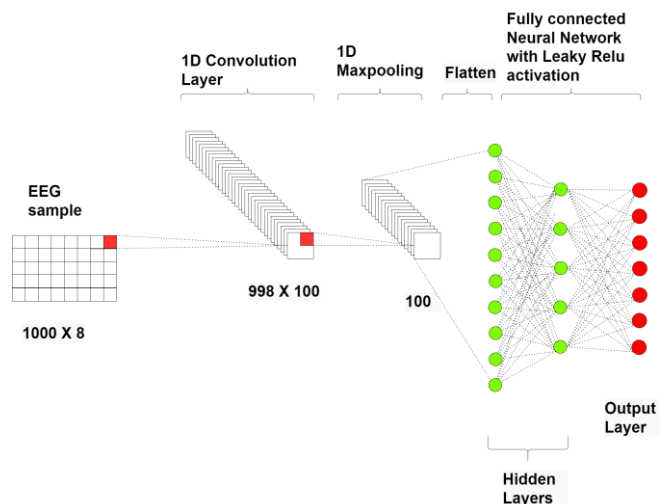 1D Convolution
Layer
1D
Maxpooling
Flatten
Fully connected
Neural Network
with Leaky Relu
activation
EEG
sample
1000 X 8
998 X 100
100
Output
Layer
Hidden
Layers